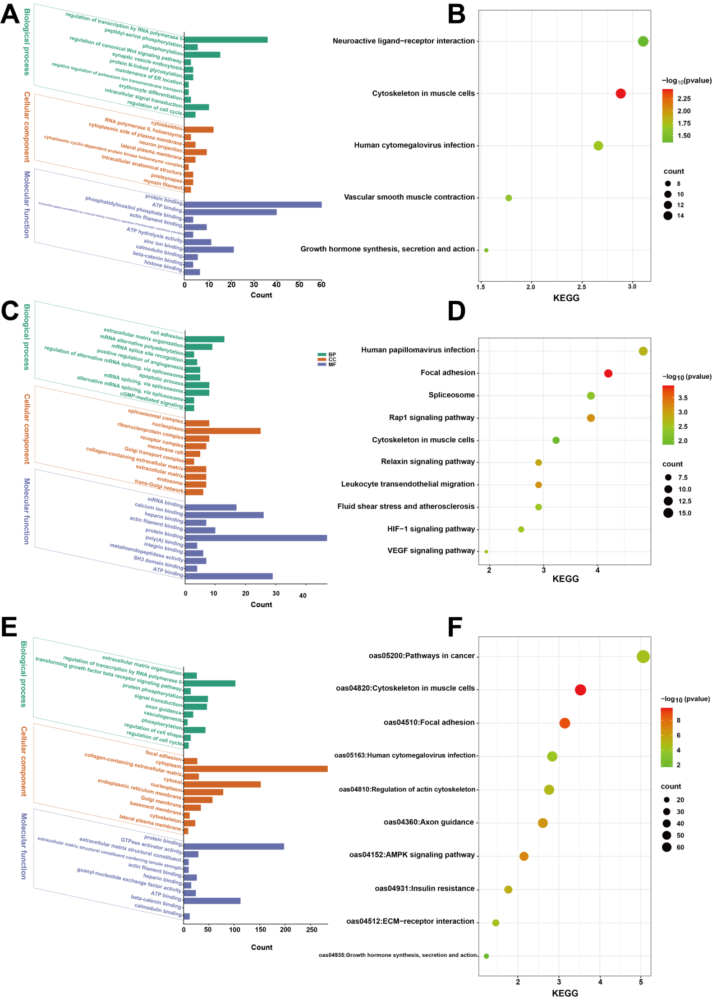 A
Biological process
regulation of transcription by RNA polymerase II
peptidyl-serine phosphorylation
phosphorylation
regulation of canonical Wnt signaling pathway
synaptic vesicle endocytosis
protein N-linked glycosylation
maintenance of ER location
negative regulation of potassium ion transmembrane transport
erythrocyte differentiation
intracellular signal transduction
regulation of cell cycle
Cellular component
cytoskeleton
RNA polymerase II, holoenzyme
cytoplasmic side of plasma membrane
neuron projection
lateral plasma membrane
cytoplasmic cyclin-dependent protein kinase holoenzyme complex
intracellular anatomical structure
postsynapse
myosin filament
Molecular function
protein binding
ATP binding
phosphatidylinositol phosphate binding
actin filament binding
transmitter-gated monoatomic ion channel activity involved in regulation of postsynaptic membrane potential
ATP hydrolysis activity
zinc ion binding
calmodulin binding
beta-catenin binding
histone binding
0 10 20 30 40 50 60
Count
B
Neuroactive ligand−receptor interaction
Cytoskeleton in muscle cells
Human cytomegalovirus infection
Vascular smooth muscle contraction
Growth hormone synthesis, secretion and action
1.5 2.0 2.5 3.0
KEGG
−log10(pvalue)
2.25
2.00
1.75
1.50
count
8
10
12
14
C
Biological process
cell adhesion
extracellular matrix organization
mRNA alternative polyadenylation
mRNA splice site recognition
positive regulation of angiogenesis
regulation of alternative mRNA splicing, via spliceosome
apoptotic process
mRNA splicing, via spliceosome
alternative mRNA splicing, via spliceosome
cGMP-mediated signaling
Cellular component
spliceosomal complex
nucleoplasm
ribonucleoprotein complex
receptor complex
membrane raft
Golgi transport complex
collagen-containing extracellular matrix
extracellular matrix
endosome
trans-Golgi network
Molecular function
mRNA binding
calcium ion binding
heparin binding
actin filament binding
protein binding
poly(A) binding
integrin binding
metalloendopeptidase activity
SH3 domain binding
ATP binding
0 10 20 30 40
Count
BP
CC
MF
D
Human papillomavirus infection
Focal adhesion
Spliceosome
Rap1 signaling pathway
Cytoskeleton in muscle cells
Relaxin signaling pathway
Leukocyte transendothelial migration
Fluid shear stress and atherosclerosis
HIF−1 signaling pathway
VEGF signaling pathway
2 3 4
KEGG
−log10 (pvalue)
3.5
3.0
2.5
2.0
count
7.5
10.0
12.5
15.0
E
Biological process
extracellular matrix organization
regulation of transcription by RNA polymerase II
transforming growth factor beta receptor signaling pathway
protein phosphorylation
signal transduction
axon guidance
vasculogenesis
phosphorylation
regulation of cell shape
regulation of cell cycle
Cellular component
focal adhesion
cytoplasm
collagen-containing extracellular matrix
cytosol
nucleoplasm
endoplasmic reticulum membrane
Golgi membrane
basement membrane
cytoskeleton
lateral plasma membrane
Molecular function
protein binding
GTPase activator activity
extracellular matrix structural constituent
extracellular matrix structural constituent conferring tensile strength
actin filament binding
heparin binding
guanyl-nucleotide exchange factor activity
ATP binding
beta-catenin binding
calmodulin binding
0 50 100 150 200 250
Count
F
oas05200:Pathways in cancer
oas04820:Cytoskeleton in muscle cells
oas04510:Focal adhesion
oas05163:Human cytomegalovirus infection
oas04810:Regulation of actin cytoskeleton
oas04360:Axon guidance
oas04152:AMPK signaling pathway
oas04931:Insulin resistance
oas04512:ECM−receptor interaction
oas04935:Growth hormone synthesis, secretion and action
2 3 4 5
KEGG
−log10 (pvalue)
8
6
4
2
count
20
30
40
50
60